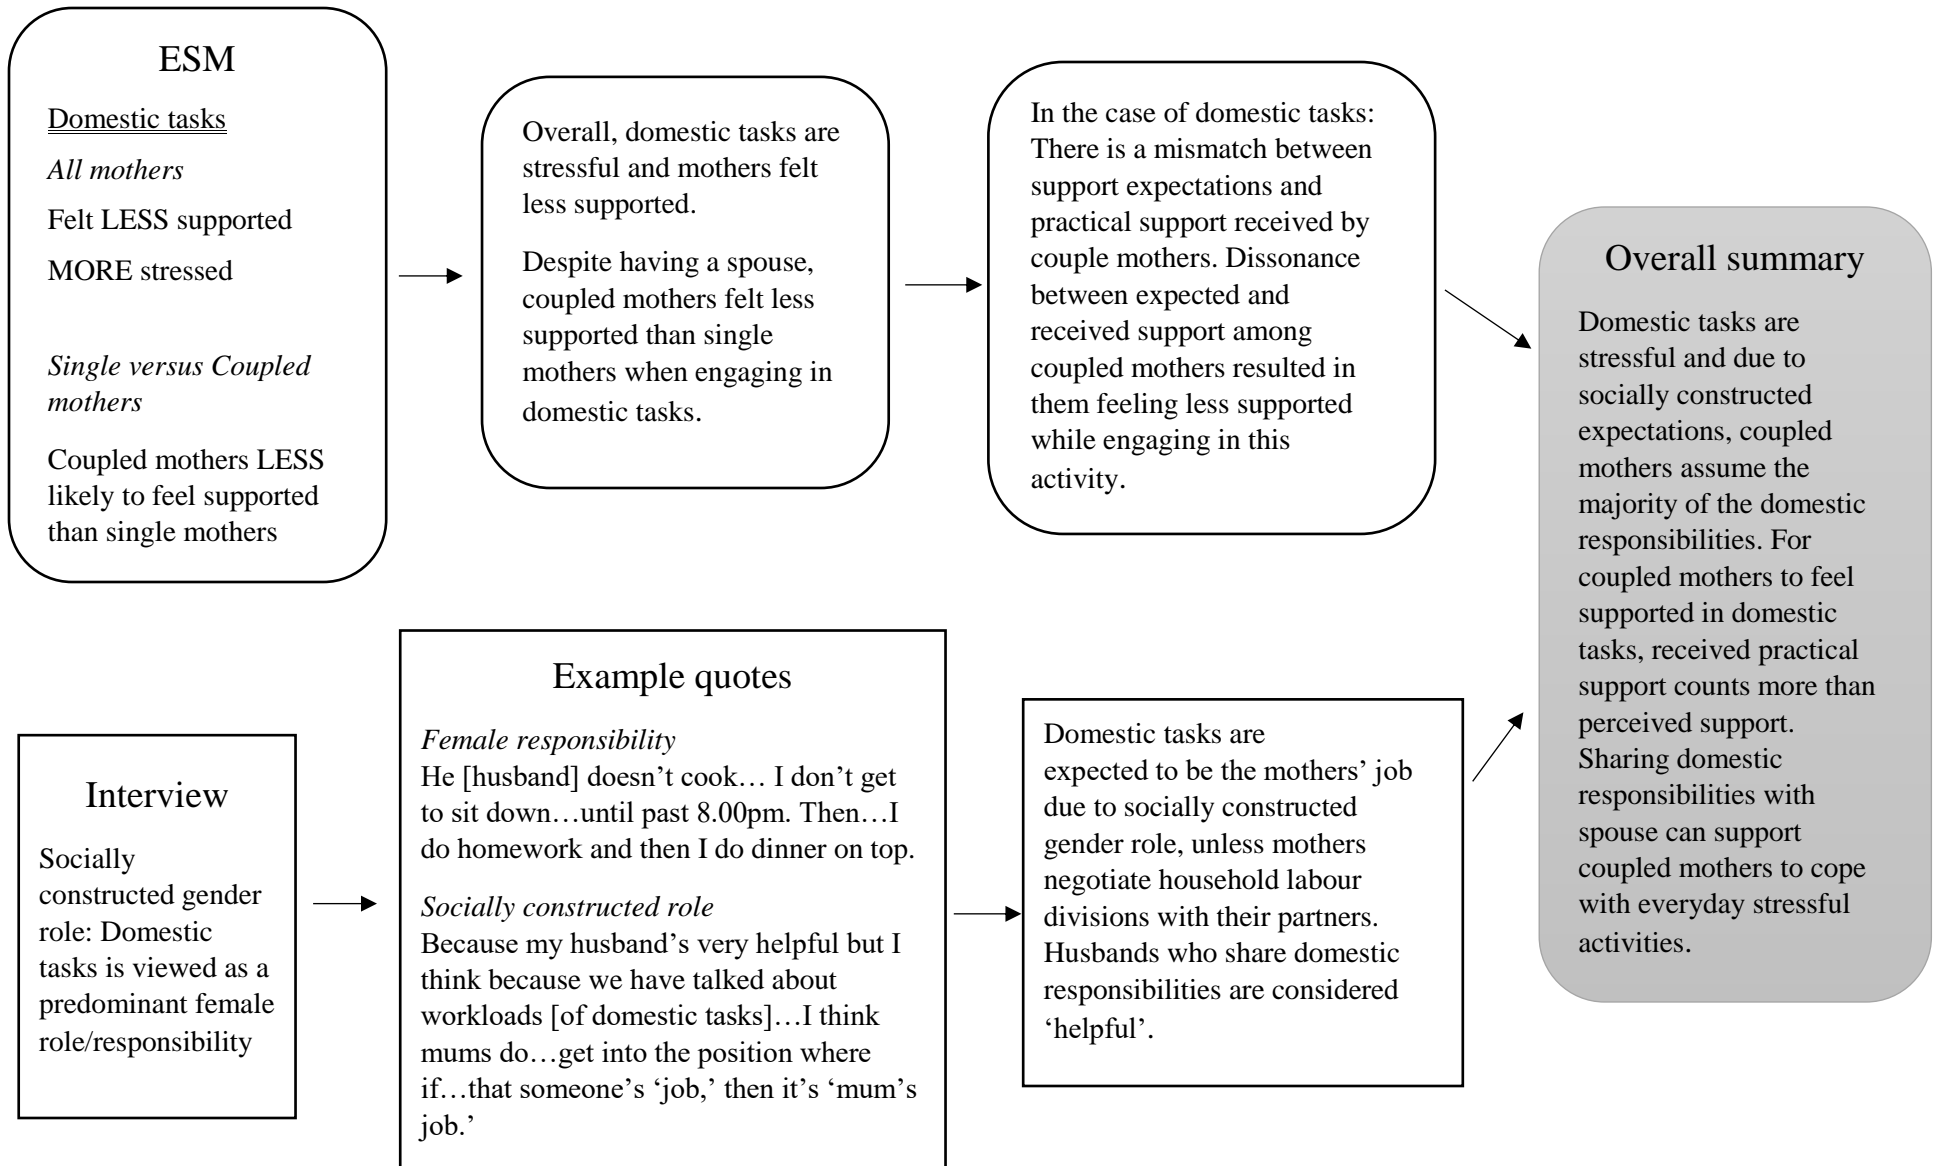 ESM
Domestic tasks
All mothers
Felt LESS supported
MORE stressed
Single versus Coupled
mothers
Coupled mothers LESS
likely to feel supported
than single mothers
Overall, domestic tasks are
stressful and mothers felt
less supported.
Despite having a spouse,
coupled mothers felt less
supported than single
mothers when engaging in
domestic tasks.
In the case of domestic tasks:
There is a mismatch between
support expectations and
practical support received by
couple mothers. Dissonance
between expected and
received support among
coupled mothers resulted in
them feeling less supported
while engaging in this
activity.
Interview
Socially
constructed gender
role: Domestic
tasks is viewed as a
predominant female
role/responsibility
Example quotes
Female responsibility
He [husband] doesn’t cook… I don’t get
to sit down…until past 8.00pm. Then…I
do homework and then I do dinner on top.
Socially constructed role
Because my husband’s very helpful but I
think because we have talked about
workloads [of domestic tasks]…I think
mums do…get into the position where
if…that someone’s ‘job,’ then it’s ‘mum’s
job.’
Domestic tasks are
expected to be the mothers’ job
due to socially constructed
gender role, unless mothers
negotiate household labour
divisions with their partners.
Husbands who share domestic
responsibilities are considered
‘helpful’.
Overall summary
Domestic tasks are
stressful and due to
socially constructed
expectations, coupled
mothers assume the
majority of the domestic
responsibilities. For
coupled mothers to feel
supported in domestic
tasks, received practical
support counts more than
perceived support.
Sharing domestic
responsibilities with
spouse can support
coupled mothers to cope
with everyday stressful
activities.